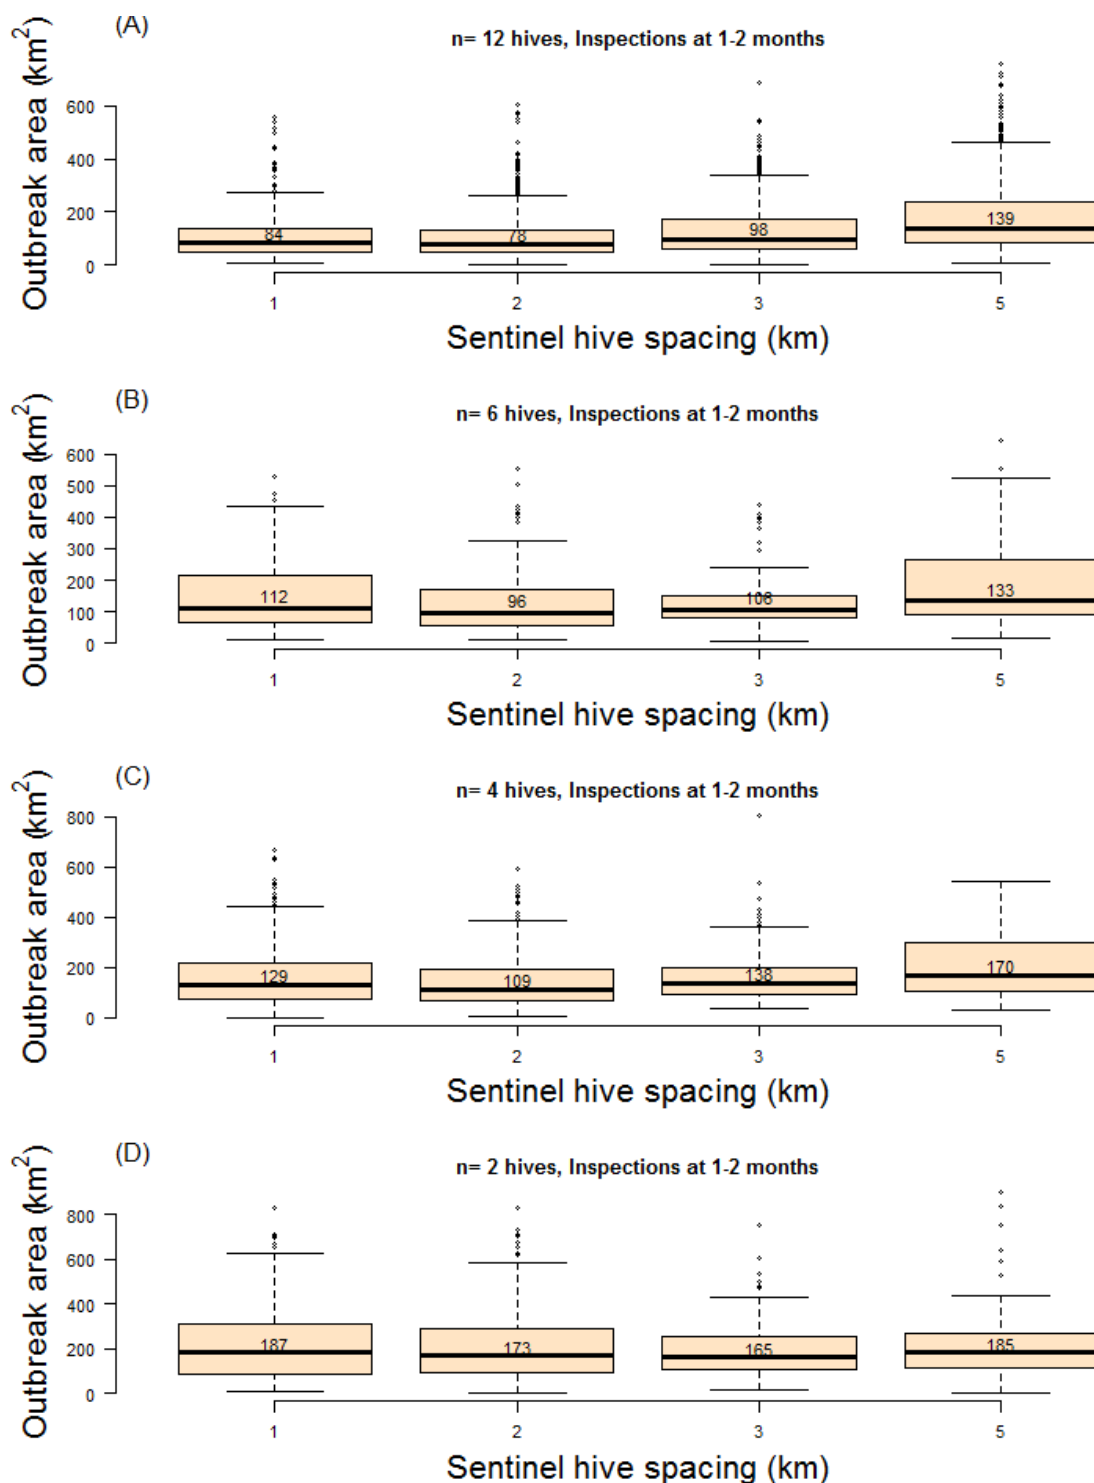 (A)
n= 12 hives, Inspections at 1-2 months
Outbreak area (km²)
600
400
200
0
84
78
98
139
1 2 3 5
Sentinel hive spacing (km)
(B)
n= 6 hives, Inspections at 1-2 months
Outbreak area (km²)
600
500
400
300
200
100
0
112
96
106
133
1 2 3 5
Sentinel hive spacing (km)
(C)
n= 4 hives, Inspections at 1-2 months
Outbreak area (km²)
800
600
400
200
0
129
109
138
170
1 2 3 5
Sentinel hive spacing (km)
(D)
n= 2 hives, Inspections at 1-2 months
Outbreak area (km²)
800
600
400
200
0
187
173
165
185
1 2 3 5
Sentinel hive spacing (km)